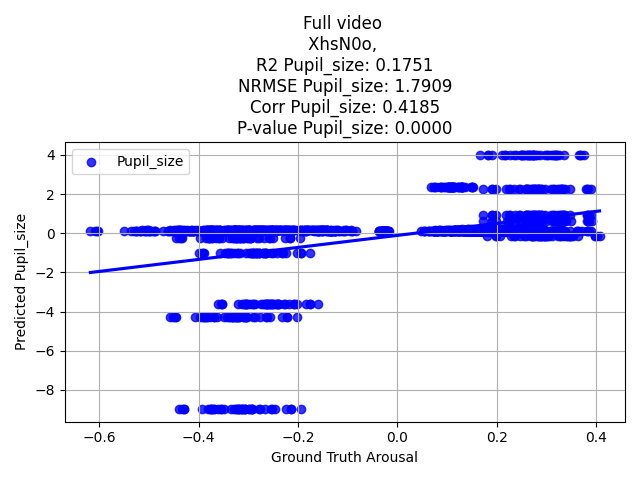 Full video
XhsN0o,
R2 Pupil_size: 0.1751
NRMSE Pupil_size: 1.7909
Corr Pupil_size: 0.4185
P-value Pupil_size: 0.0000
Pupil_size
Predicted Pupil_size
4
2
0
−2
−4
−6
−8
−0.6
−0.4
−0.2
0.0
0.2
0.4
Ground Truth Arousal